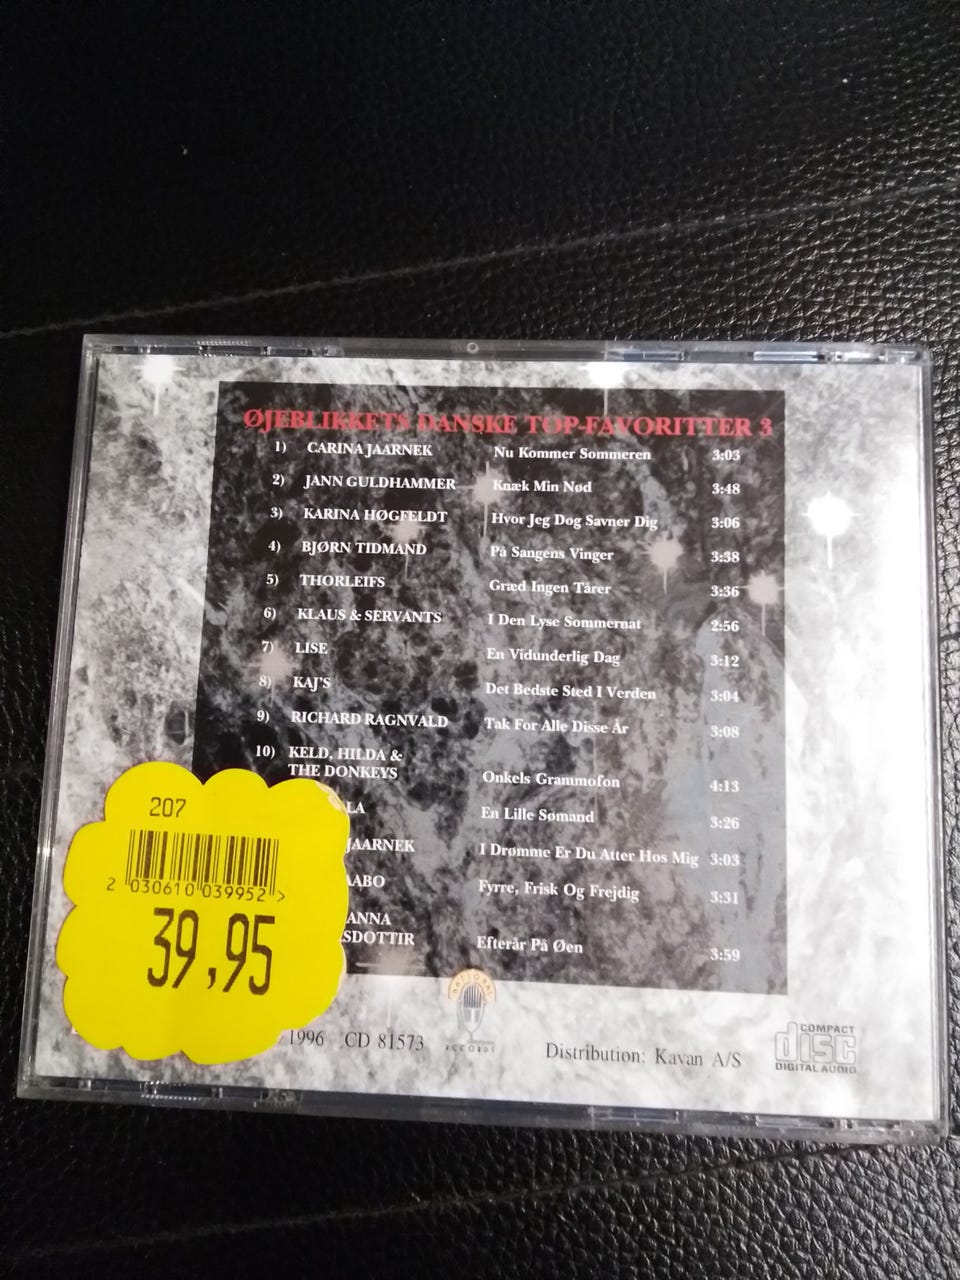 ØJEBLIKKETS DANSKE TOP-FAVORITTER 3
1) CARINA JAARNEK Nu Kommer Sommeren 3:03
2) JANN GULDHAMMER Knæk Min Nød 3:48
3) KARINA HØGFELDT Hvor Jeg Dog Savner Dig 3:06
4) BJØRN TIDMAND På Sangens Vinger 3:38
5) THORLEIFS Græd Ingen Tårer 3:36
6) KLAUS & SERVANTS I Den Lyse Sommernat 2:56
7) LISE En Vidunderlig Dag 3:12
8) KAJ'S Det Bedste Sted I Verden 3:04
9) RICHARD RAGNVALD Tak For Alle Disse År 3:08
10) KELD, HILDA &
THE DONKEYS Onkels Grammofon 4:13
LA En Lille Sømand 3:26
JAARNEK I Drømme Er Du Atter Hos Mig 3:03
AABO Fyrre, Frisk Og Frejdig 3:31
ANNA
SDOTTIR Efterår På Øen 3:59
207
2 030610 039952 >
39,95
1996 CD 81573
RECORDS
Distribution: Kavan A/S
COMPACT
disc
DIGITAL AUDIO